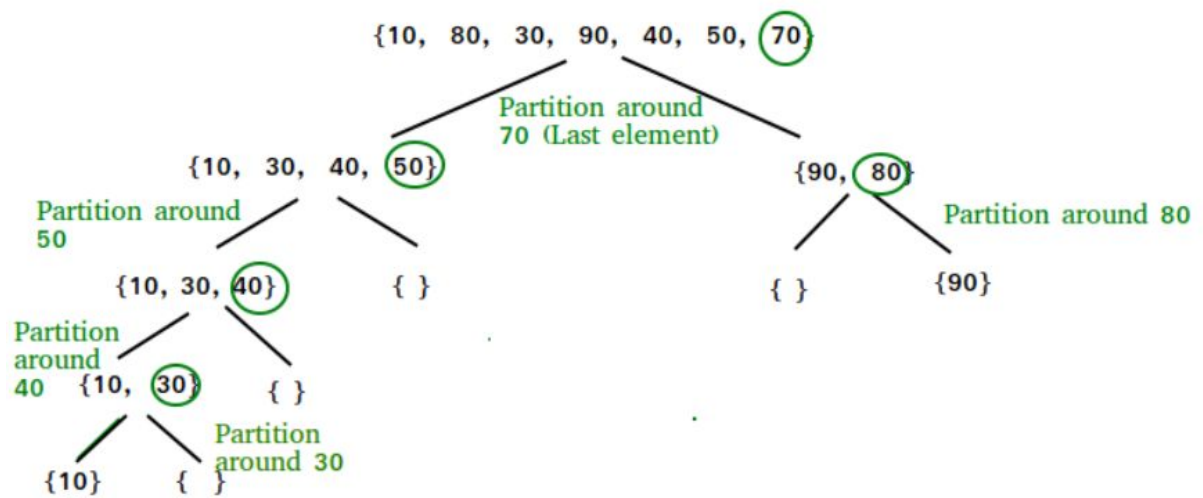 {10, 80, 30, 90, 40, 50, 70}
Partition around
70 (Last element)
{10, 30, 40, 50}
{90, 80}
Partition around
50
Partition around 80
{10, 30, 40}
{ }
{ }
{90}
Partition
around
40
{10, 30}
{ }
Partition
around 30
{10}
{ }